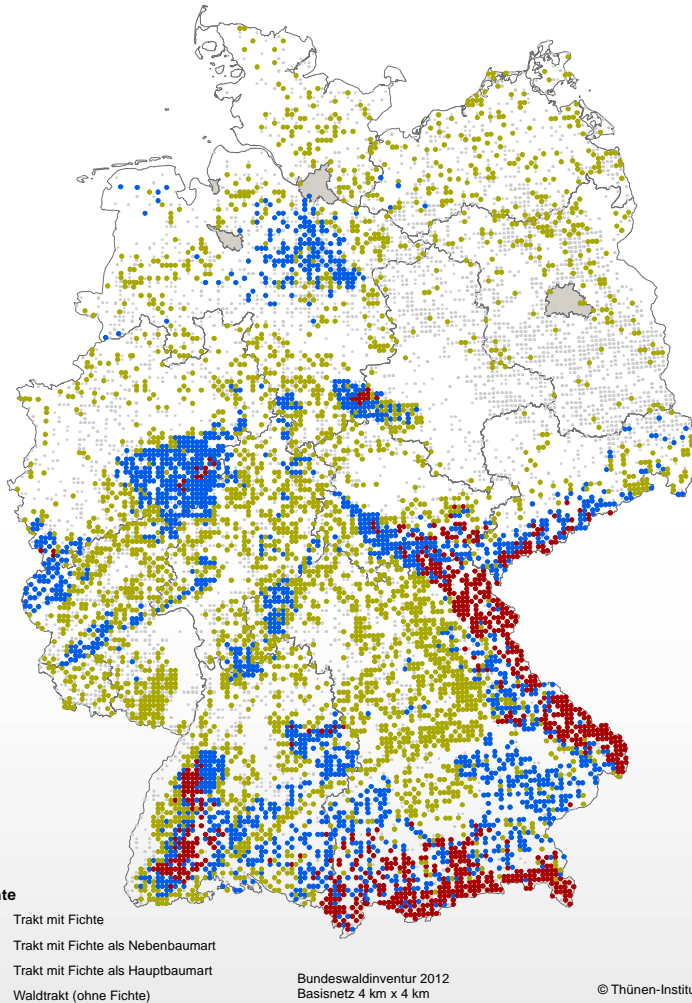 Trakt mit Fichte
Trakt mit Fichte als Nebenbaumart
Trakt mit Fichte als Hauptbaumart
Waldtrakt (ohne Fichte)
Bundeswaldinventur 2012
Basisnetz 4 km x 4 km
© Thünen-Institu